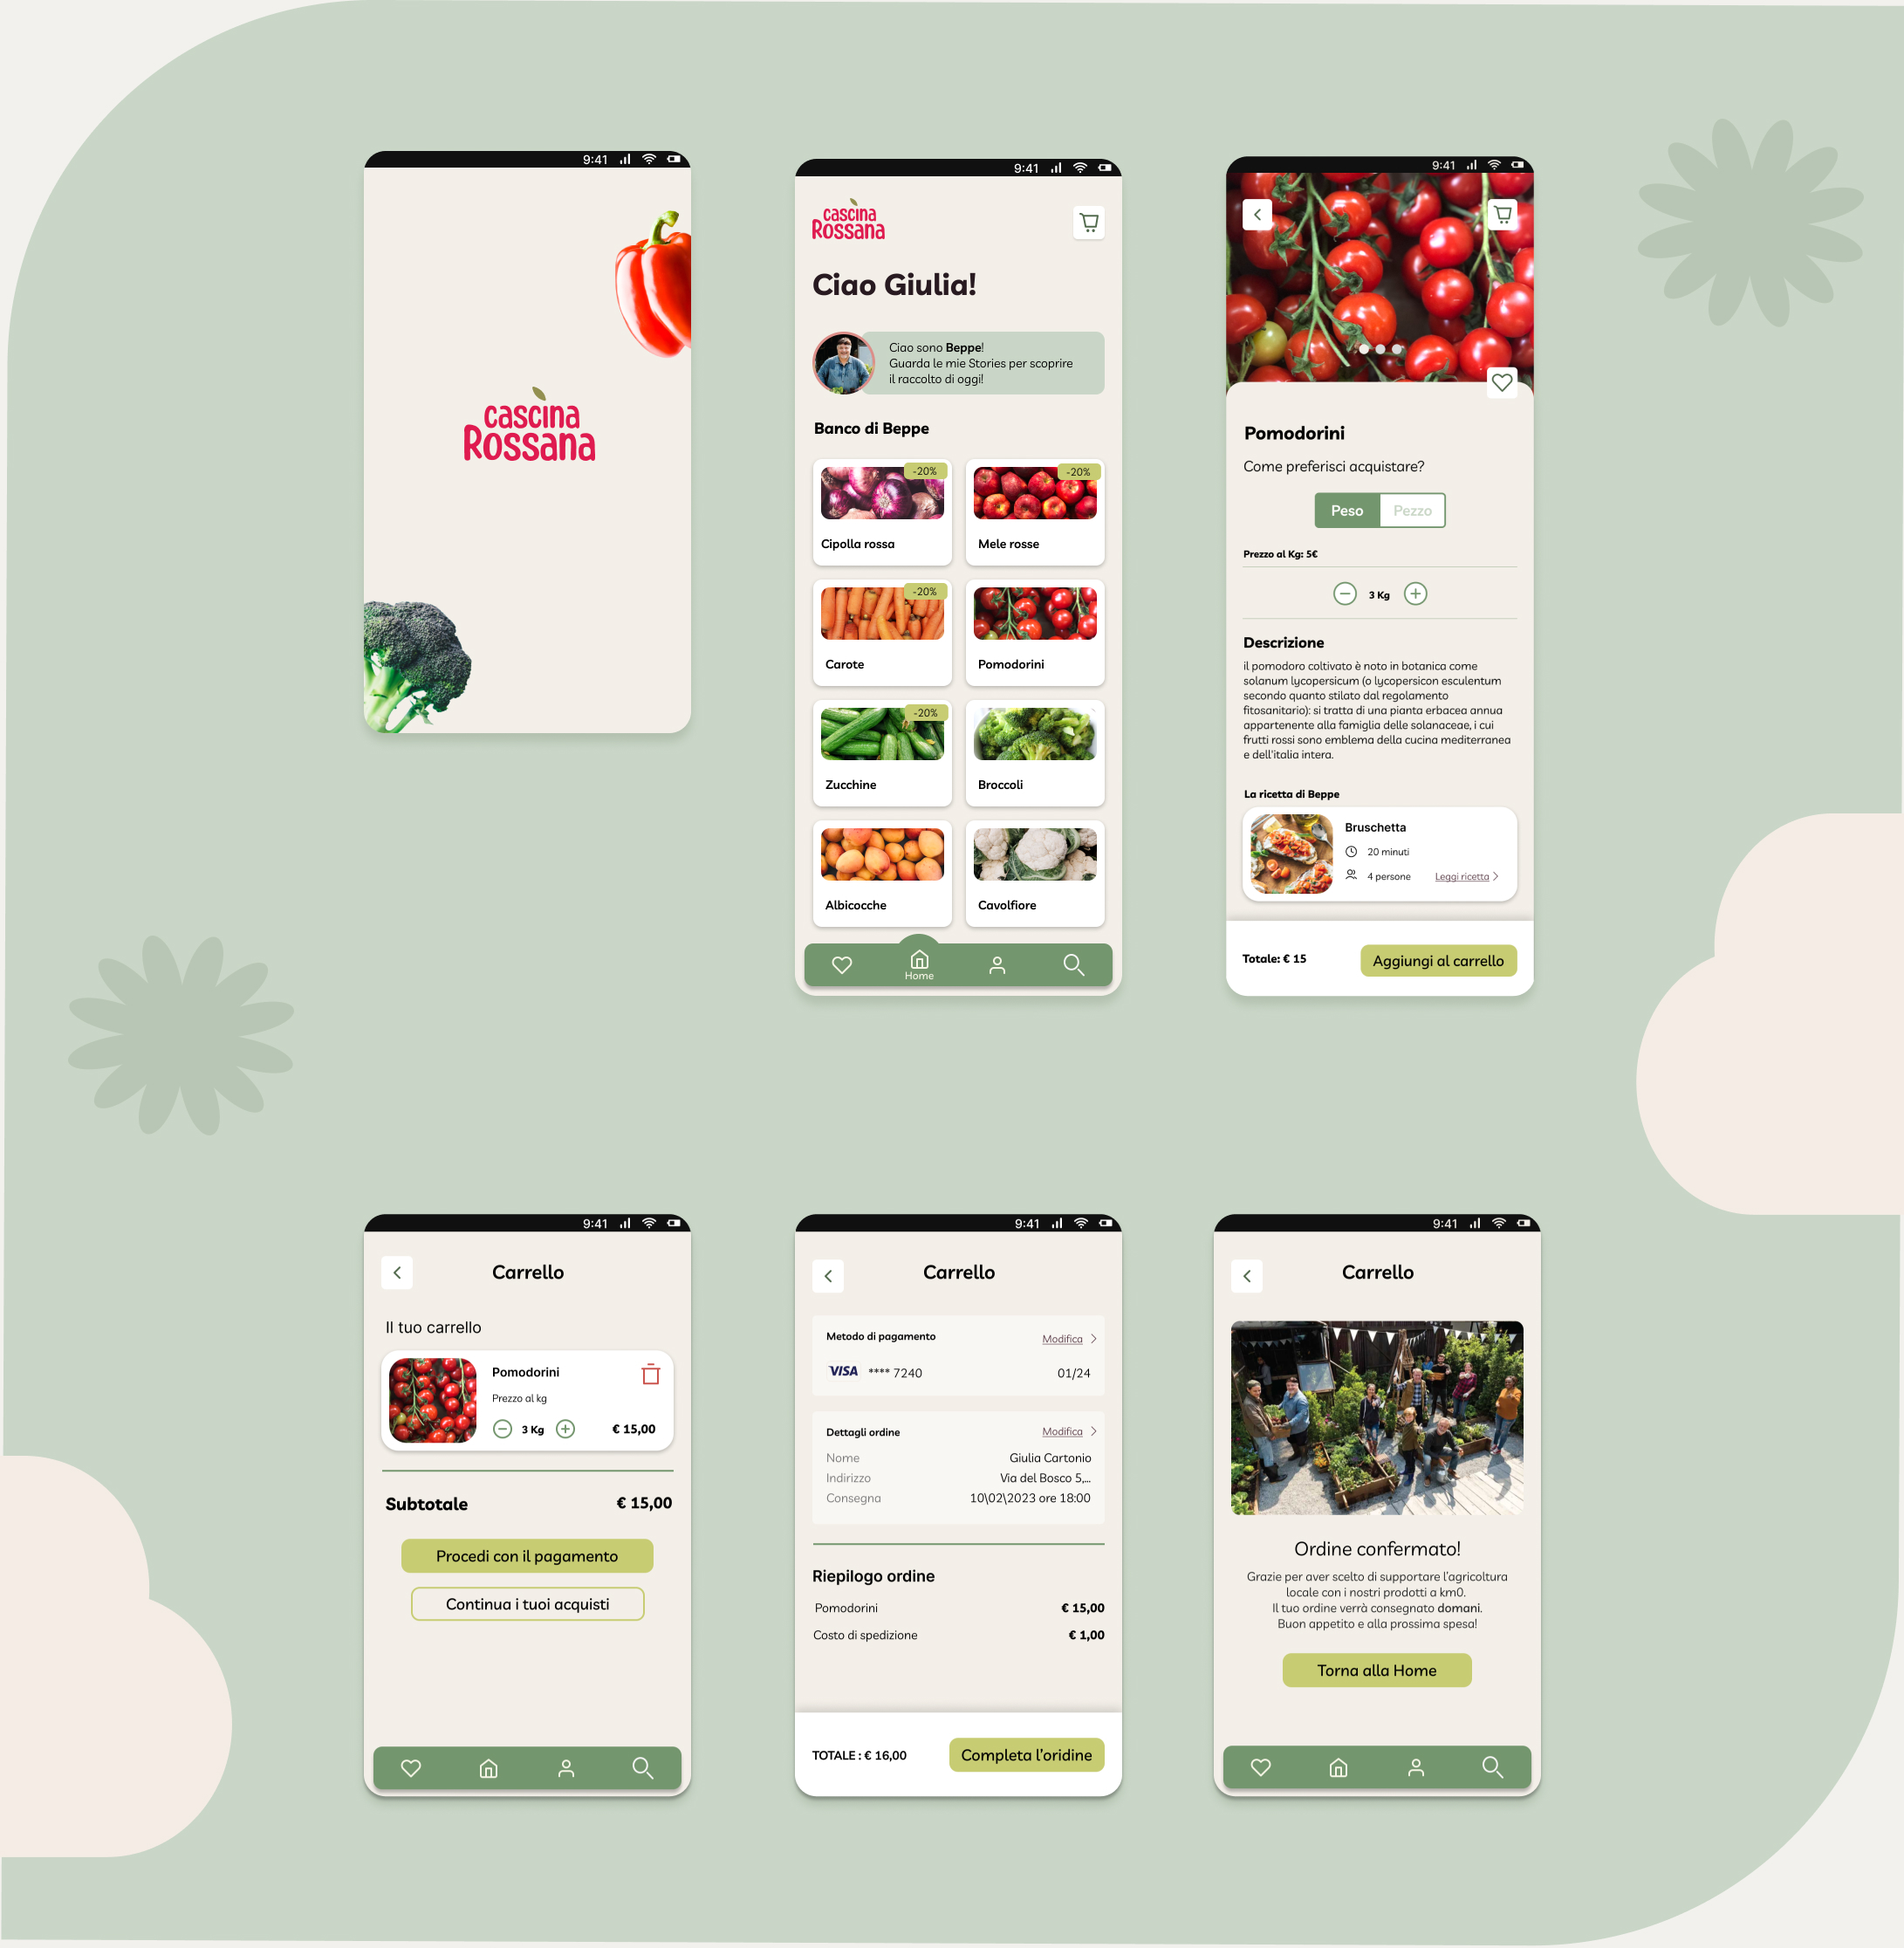 9:41
cascina
Rossana
9:41
cascina
Rossana
Ciao Giulia!
Ciao sono Beppe!
Guarda le mie Stories per scoprire
il raccolto di oggi!
Banco di Beppe
-20%
Cipolla rossa
-20%
Mele rosse
-20%
Carote
Pomodorini
-20%
Zucchine
Broccoli
Albicocche
Cavolfiore
Home
9:41
Pomodorini
Come preferisci acquistare?
Peso
Pezzo
Prezzo al Kg: 5€
3 Kg
Descrizione
il pomodoro coltivato è noto in botanica come
solanum lycopersicum (o lycopersicon esculentum
secondo quanto stilato dal regolamento
fitosanitario): si tratta di una pianta erbacea annua
appartenente alla famiglia delle solanaceae, i cui
frutti rossi sono emblema della cucina mediterranea
e dell'italia intera.
La ricetta di Beppe
Bruschetta
20 minuti
4 persone
Leggi ricetta
Totale: € 15
Aggiungi al carrello
9:41
Carrello
Il tuo carrello
Pomodorini
Prezzo al kg
3 Kg
€ 15,00
Subtotale
€ 15,00
Procedi con il pagamento
Continua i tuoi acquisti
9:41
Carrello
Metodo di pagamento
Modifica
VISA **** 7240
01/24
Dettagli ordine
Modifica
Nome
Giulia Cartonio
Indirizzo
Via del Bosco 5,...
Consegna
10\02\2023 ore 18:00
Riepilogo ordine
Pomodorini
€ 15,00
Costo di spedizione
€ 1,00
TOTALE : € 16,00
Completa l'oridine
9:41
Carrello
Ordine confermato!
Grazie per aver scelto di supportare l'agricoltura
locale con i nostri prodotti a km0.
Il tuo ordine verrà consegnato domani.
Buon appetito e alla prossima spesa!
Torna alla Home